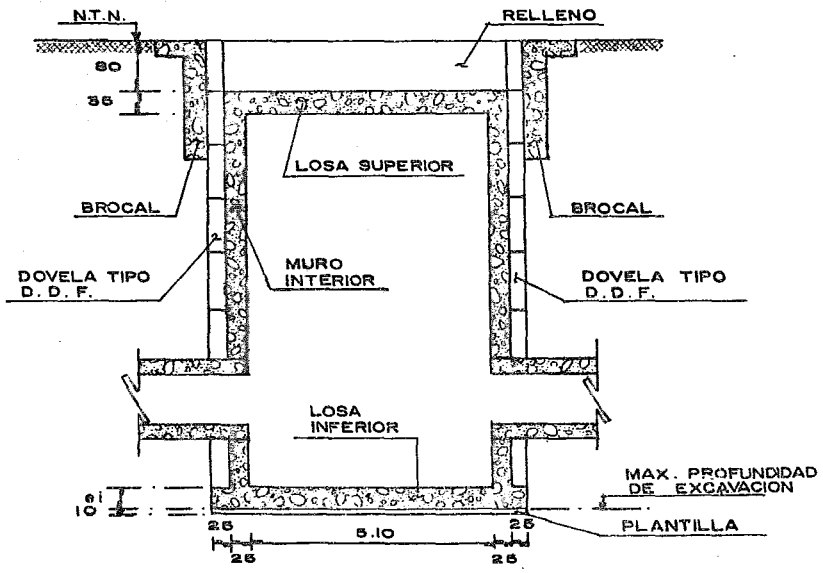 N.T.N.
RELLENO
80
35
LOSA SUPERIOR
BROCAL
BROCAL
DOVELA TIPO
D. D. F.
MURO
INTERIOR
DOVELA TIPO
D. D. F.
LOSA
INFERIOR
MAX. PROFUNDIDAD
DE EXCAVACION
ei
10
PLANTILLA
25
5.10
25
25
25